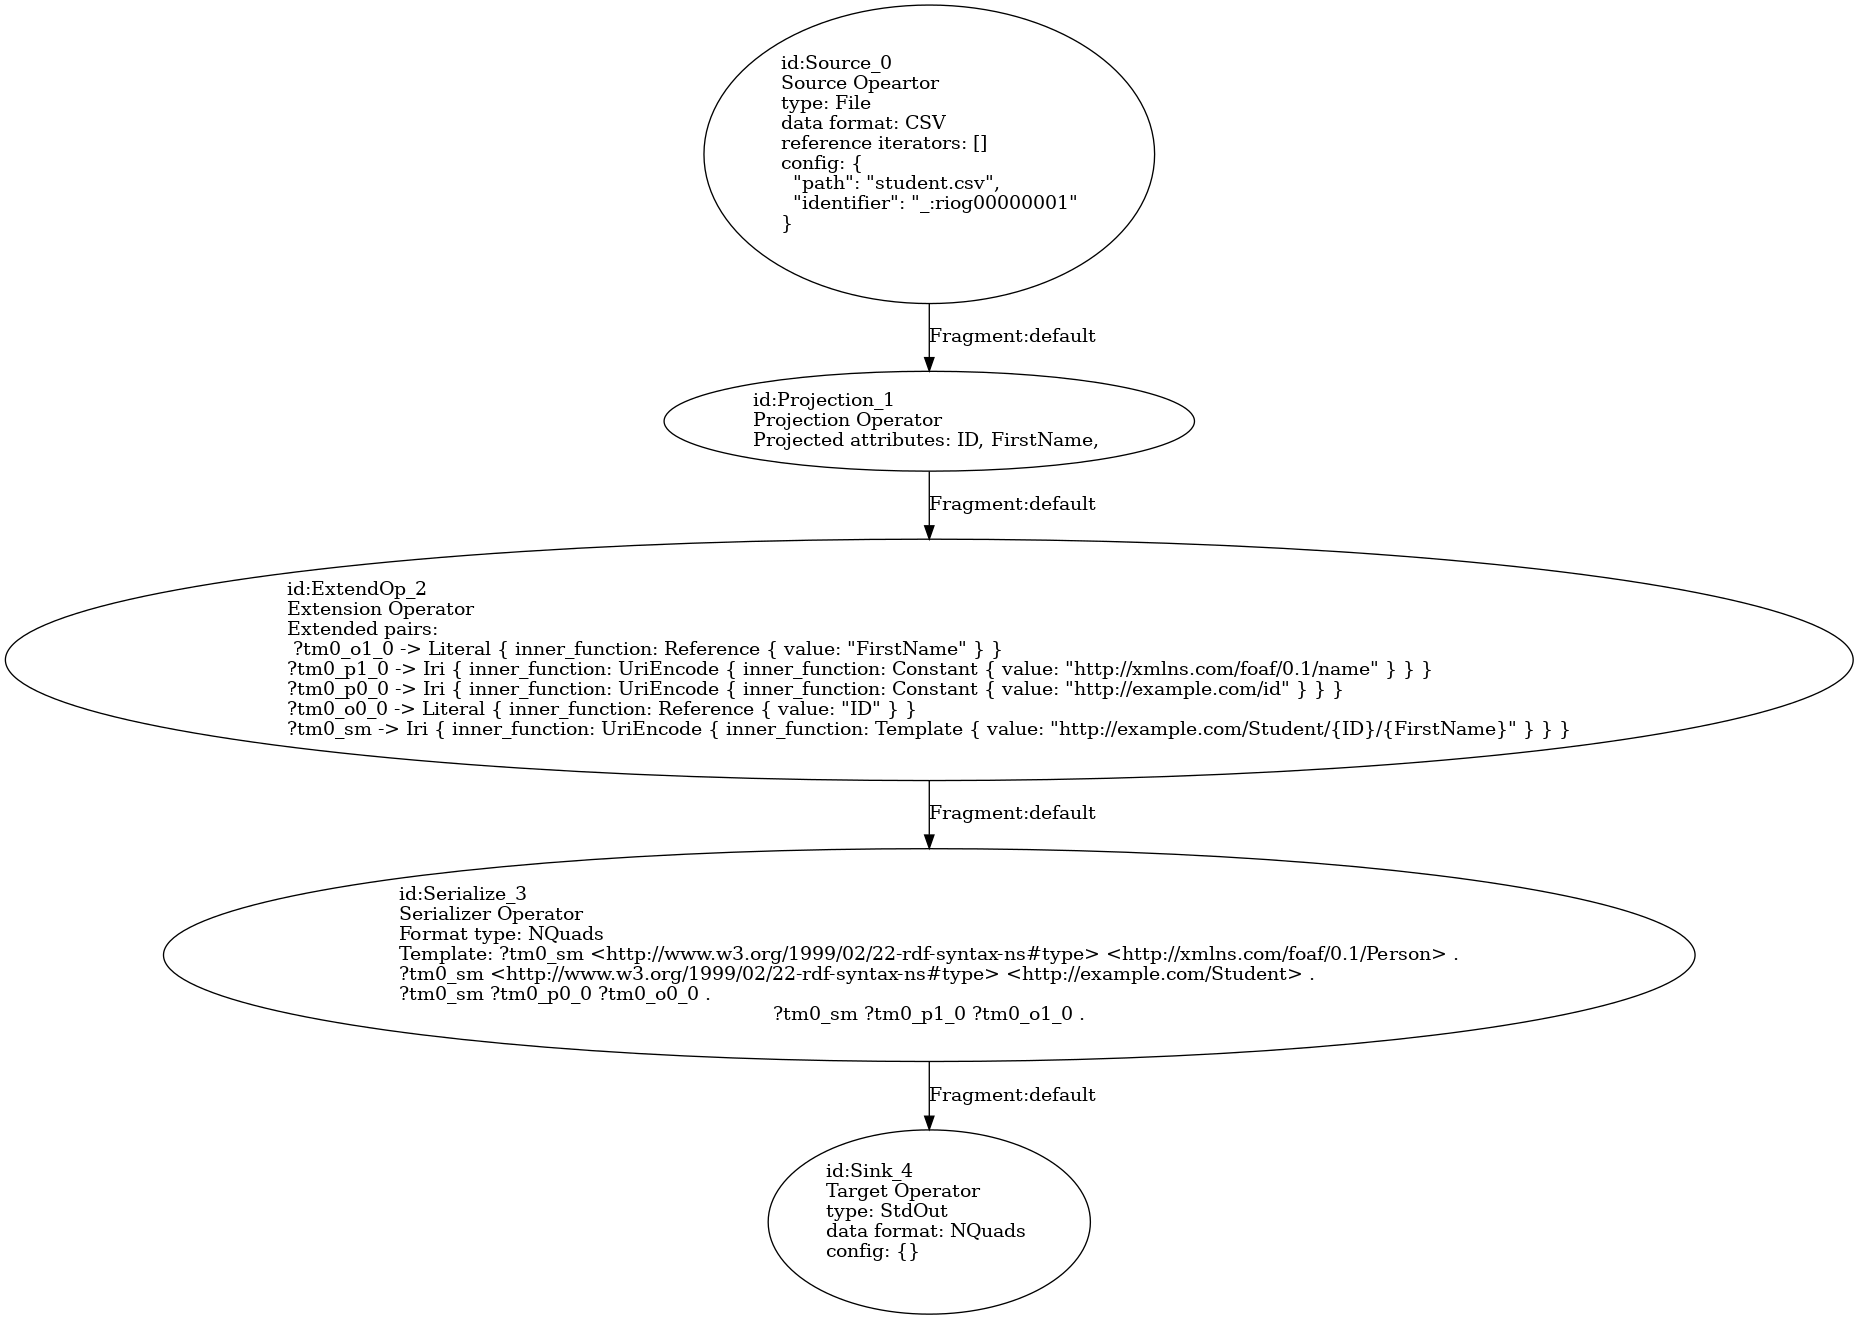 id:Source_0
Source Opeartor
type: File
data format: CSV
reference iterators: []
config: {
  "path": "student.csv",
  "identifier": "_:riog00000001"
}
Fragment:default
id:Projection_1
Projection Operator
Projected attributes: ID, FirstName,
Fragment:default
id:ExtendOp_2
Extension Operator
Extended pairs:
 ?tm0_o1_0 -> Literal { inner_function: Reference { value: "FirstName" } }
?tm0_p1_0 -> Iri { inner_function: UriEncode { inner_function: Constant { value: "http://xmlns.com/foaf/0.1/name" } } }
?tm0_p0_0 -> Iri { inner_function: UriEncode { inner_function: Constant { value: "http://example.com/id" } } }
?tm0_o0_0 -> Literal { inner_function: Reference { value: "ID" } }
?tm0_sm -> Iri { inner_function: UriEncode { inner_function: Template { value: "http://example.com/Student/{ID}/{FirstName}" } } }
Fragment:default
id:Serialize_3
Serializer Operator
Format type: NQuads
Template: ?tm0_sm <http://www.w3.org/1999/02/22-rdf-syntax-ns#type> <http://xmlns.com/foaf/0.1/Person> .
?tm0_sm <http://www.w3.org/1999/02/22-rdf-syntax-ns#type> <http://example.com/Student> .
?tm0_sm ?tm0_p0_0 ?tm0_o0_0 .
?tm0_sm ?tm0_p1_0 ?tm0_o1_0 .
Fragment:default
id:Sink_4
Target Operator
type: StdOut
data format: NQuads
config: {}